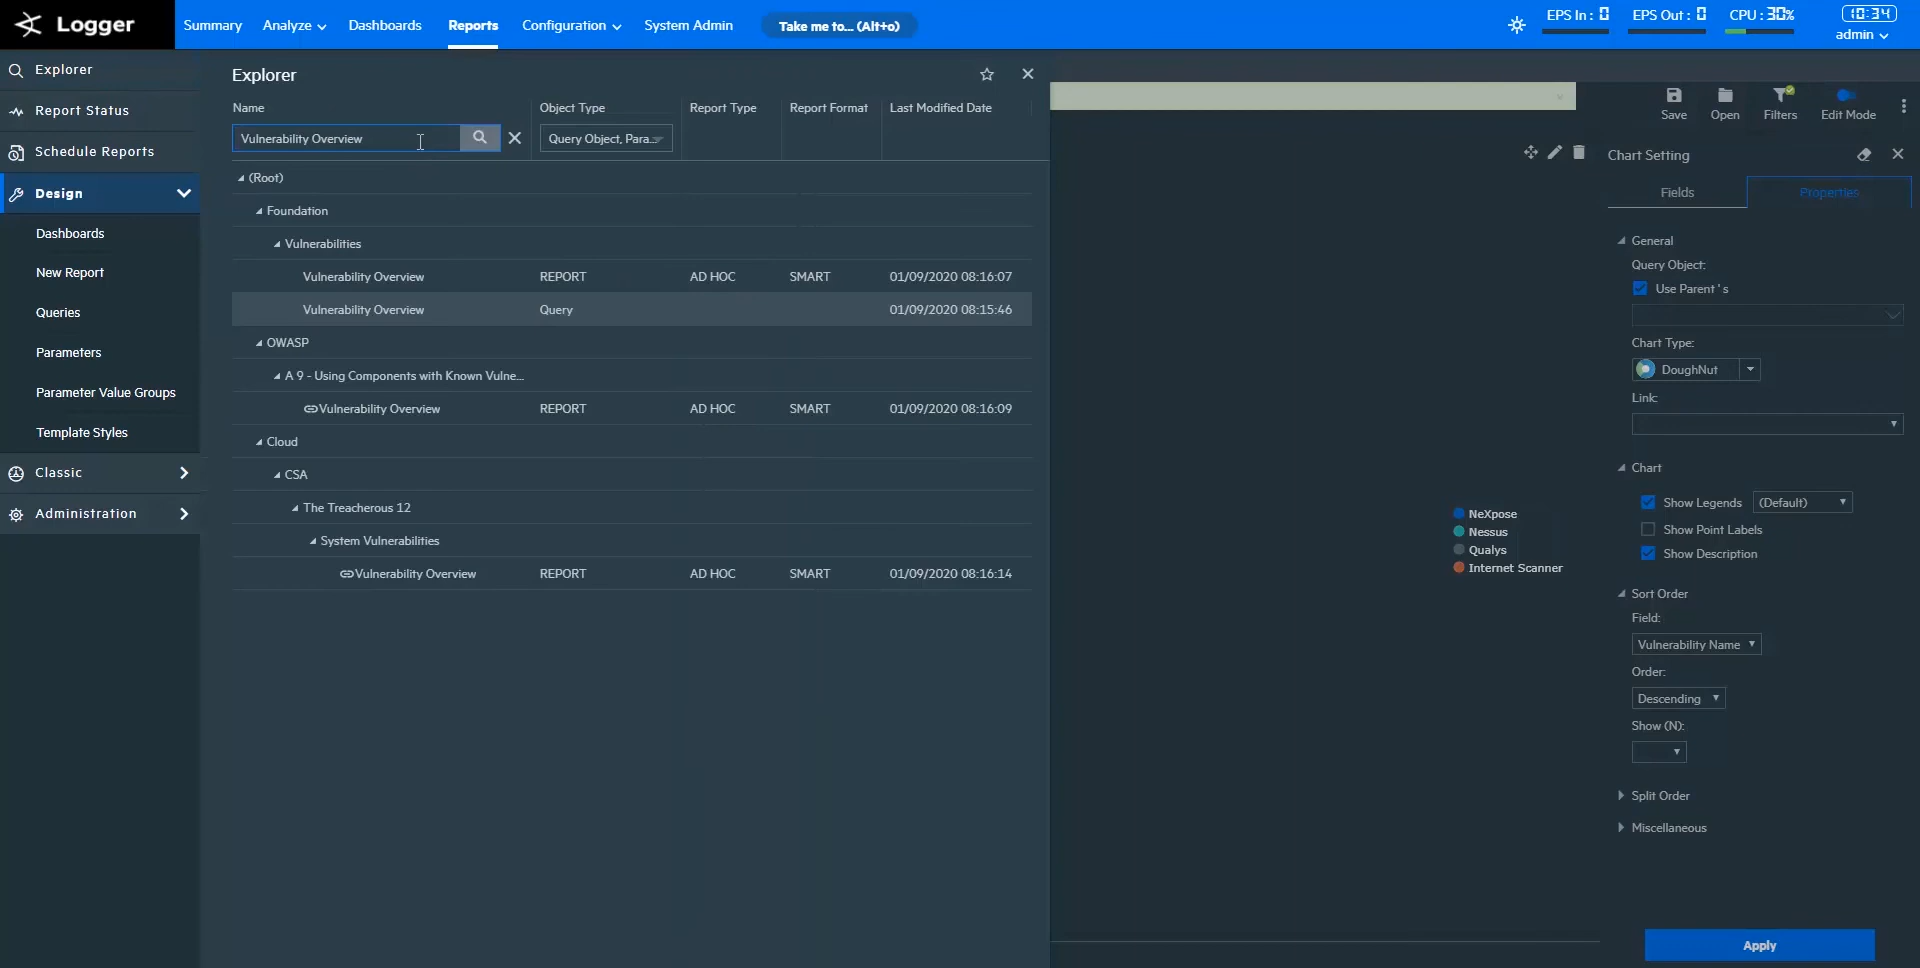 Logger
Summary Analyze Dashboards Reports Configuration System Admin Take me to... (Alt+o) EPS In : 0 EPS Out : 0 CPU : 30% 10:34
admin
Explorer
Report Status
Schedule Reports
Design
Dashboards
New Report
Queries
Parameters
Parameter Value Groups
Template Styles
Classic
Administration
Explorer
Name Object Type Report Type Report Format Last Modified Date
Vulnerability Overview Query Object, Para...
(Root)
Foundation
Vulnerabilities
Vulnerability Overview REPORT AD HOC SMART 01/09/2020 08:16:07
Vulnerability Overview Query 01/09/2020 08:15:46
OWASP
A 9 - Using Components with Known Vulne...
Vulnerability Overview REPORT AD HOC SMART 01/09/2020 08:16:09
Cloud
CSA
The Treacherous 12
System Vulnerabilities
Vulnerability Overview REPORT AD HOC SMART 01/09/2020 08:16:14
NeXpose
Nessus
Qualys
Internet Scanner
Save Open Filters Edit Mode
Chart Setting
Fields Properties
General
Query Object:
Use Parent ' s
Chart Type:
DoughNut
Link:
Chart
Show Legends (Default)
Show Point Labels
Show Description
Sort Order
Field:
Vulnerability Name
Order:
Descending
Show (N):
Split Order
Miscellaneous
Apply